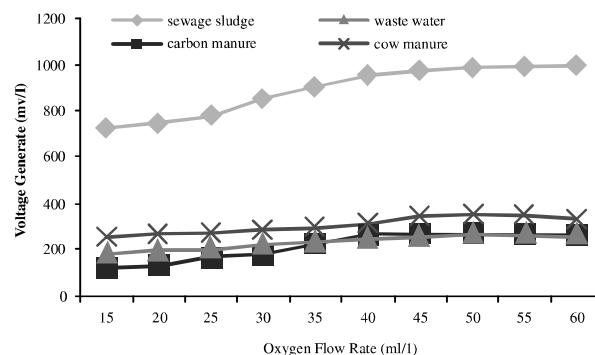 sewage sludge
waste water
carbon manure
cow manure
1200
1000
800
600
400
200
0
Voltage Generate (mv/I)
15 20 25 30 35 40 45 50 55 60
Oxygen Flow Rate (ml/1)